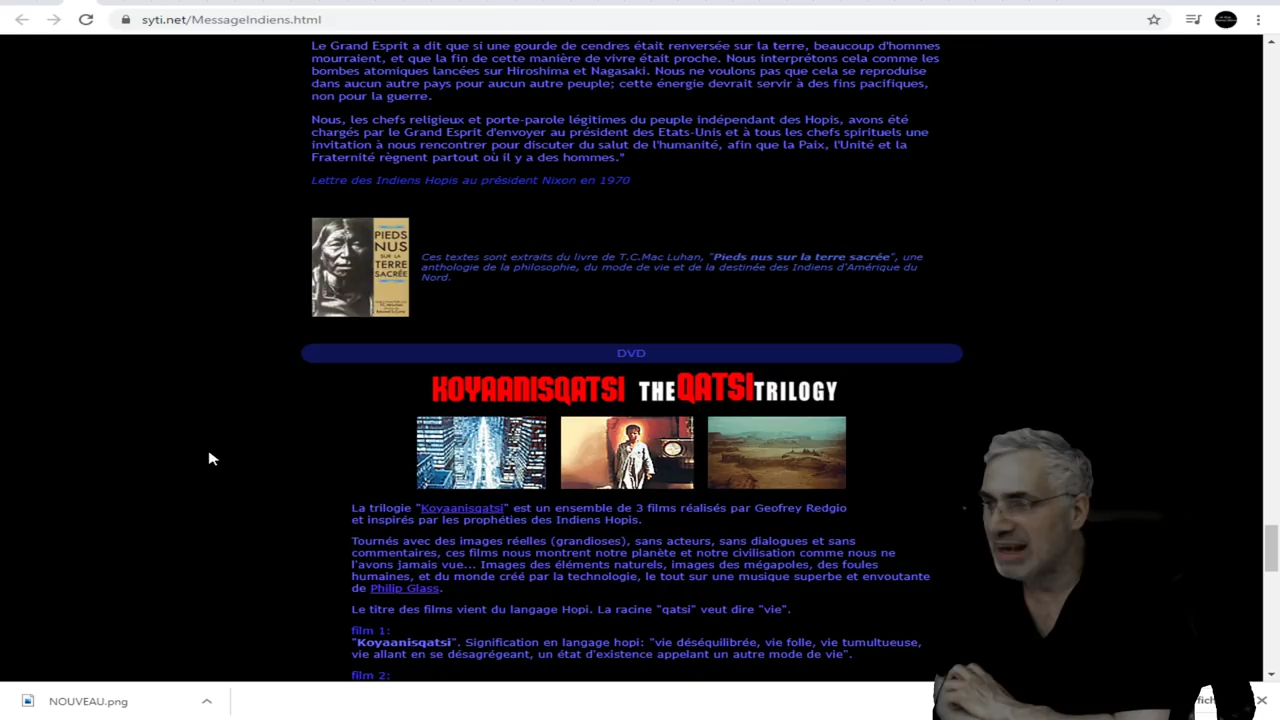 syti.net/MessageIndiens.html
Le Grand Esprit a dit que si une gourde de cendres était renversée sur la terre, beaucoup d'hommes
mourraient, et que la fin de cette manière de vivre était proche. Nous interprétons cela comme les
bombes atomiques lancées sur Hiroshima et Nagasaki. Nous ne voulons pas que cela se reproduise
dans aucun autre pays pour aucun autre peuple; cette énergie devrait servir à des fins pacifiques,
non pour la guerre.
Nous, les chefs religieux et porte-parole légitimes du peuple indépendant des Hopis, avons été
chargés par le Grand Esprit d'envoyer au président des Etats-Unis et à tous les chefs spirituels une
invitation à nous rencontrer pour discuter du salut de l'humanité, afin que la Paix, l'Unité et la
Fraternité règnent partout où il y a des hommes."
Lettre des Indiens Hopis au président Nixon en 1970
PIEDS
NUS
SUR LA
TERRE
SACRÉE
Ces textes sont extraits du livre de T.C.Mac Luhan, "Pieds nus sur la terre sacrée", une
anthologie de la philosophie, du mode de vie et de la destinée des Indiens d'Amérique du
Nord.
DVD
KOYAANISQATSI THE QATSI TRILOGY
La trilogie "Koyaanisqatsi" est un ensemble de 3 films réalisés par Geofrey Redgio
et inspirés par les prophéties des Indiens Hopis.
Tournés avec des images réelles (grandioses), sans acteurs, sans dialogues et sans
commentaires, ces films nous montrent notre planète et notre civilisation comme nous ne
l'avons jamais vue... Images des éléments naturels, images des mégapoles, des foules
humaines, et du monde créé par la technologie, le tout sur une musique superbe et envoutante
de Philip Glass.
Le titre des films vient du langage Hopi. La racine "qatsi" veut dire "vie".
film 1:
"Koyaanisqatsi". Signification en langage hopi: "vie déséquilibrée, vie folle, vie tumultueuse,
vie allant en se désagrégeant, un état d'existence appelant un autre mode de vie".
film 2:
NOUVEAU.png